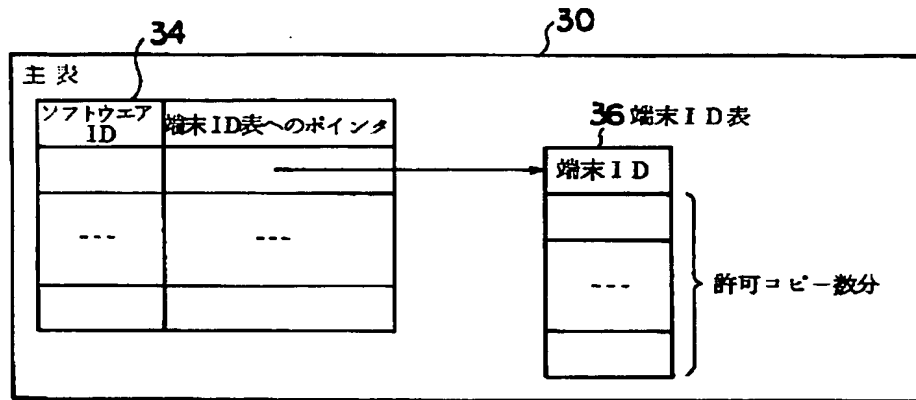 34
30
主表
ソフトウエア
ID
端末ID表へのポインタ
36 端末ID表
端末ID
---
---
---
許可コピー数分